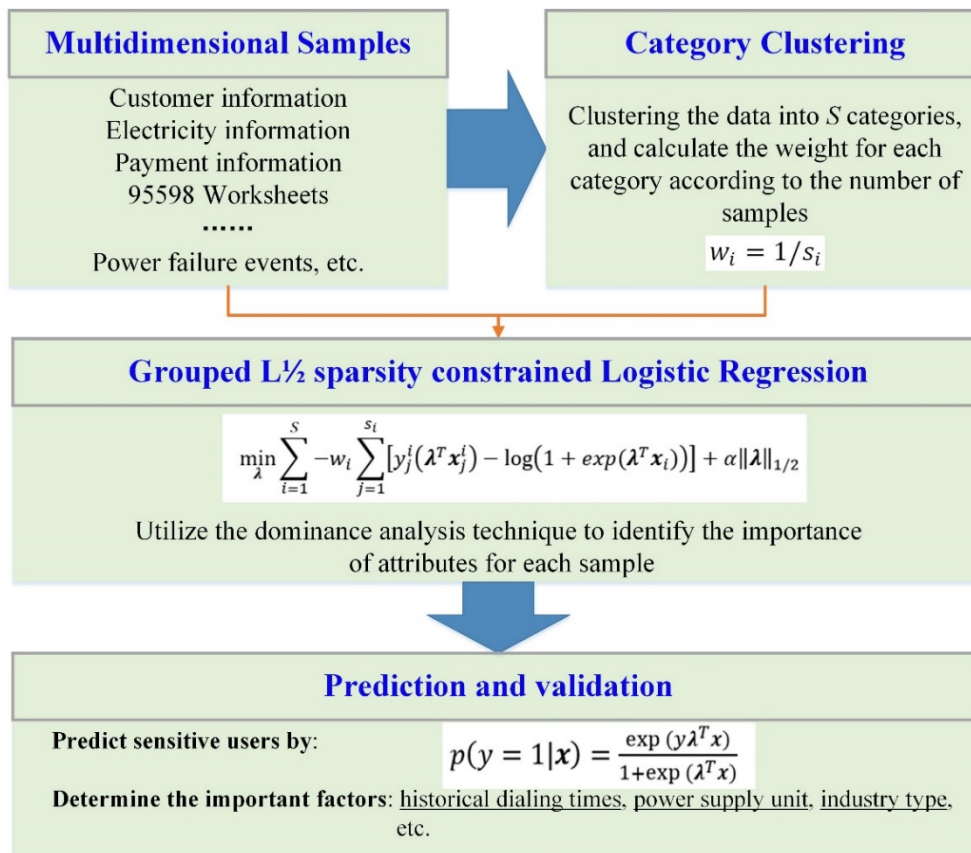 Multidimensional Samples
Customer information
Electricity information
Payment information
95598 Worksheets
……
Power failure events, etc.
Category Clustering
Clustering the data into S categories,
and calculate the weight for each
category according to the number of
samples
wᵢ = 1/sᵢ
Grouped L½ sparsity constrained Logistic Regression
min_λ ∑_{i=1}^{S} −w_i ∑_{j=1}^{s_i} [y_j^i(λ^T x_j^i) − log(1 + exp(λ^T x_i))] + α‖λ‖_{1/2}
Utilize the dominance analysis technique to identify the importance
of attributes for each sample
Prediction and validation
Predict sensitive users by: p(y = 1|x) = exp (yλ^T x) / 1+exp (λ^T x)
Determine the important factors: historical dialing times, power supply unit, industry type,
etc.